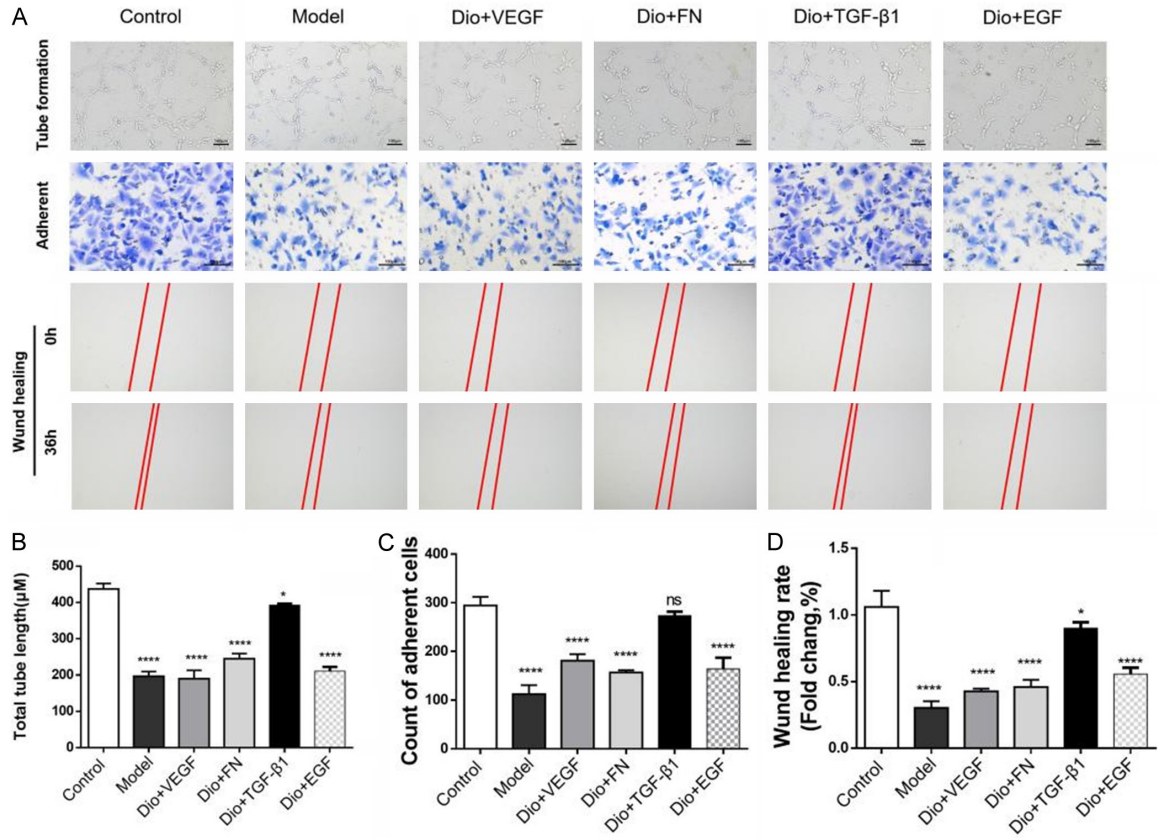 A
Control Model Dio+VEGF Dio+FN Dio+TGF-β1 Dio+EGF
Tube formation
Adherent
Wund healing
0h
36h
B
Total tube length(µM)
500
400
300
200
100
0
****
****
****
*
****
Control
Model
Dio+VEGF
Dio+FN
Dio+TGF-β1
Dio+EGF
C
Count of adherent cells
400
300
200
100
0
****
****
****
ns
****
Control
Model
Dio+VEGF
Dio+FN
Dio+TGF-β1
Dio+EGF
D
Wund healing rate
(Fold chang,%)
1.5
1.0
0.5
0.0
****
****
****
*
****
Control
Model
Dio+VEGF
Dio+FN
Dio+TGF-β1
Dio+EGF